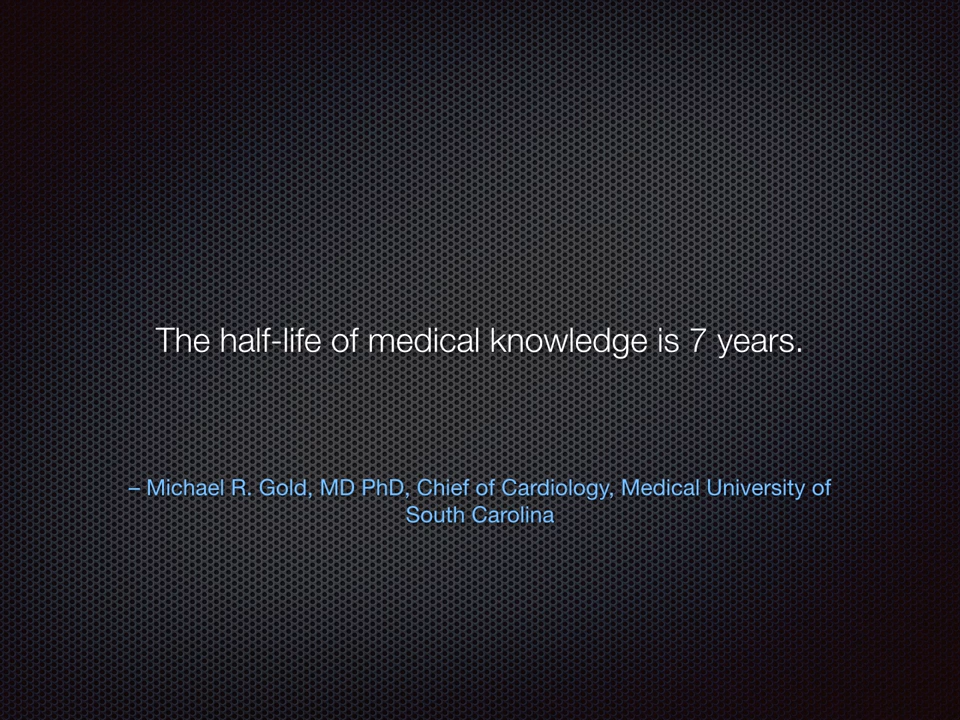 The half-life of medical knowledge is 7 years.
– Michael R. Gold, MD PhD, Chief of Cardiology, Medical University of
South Carolina